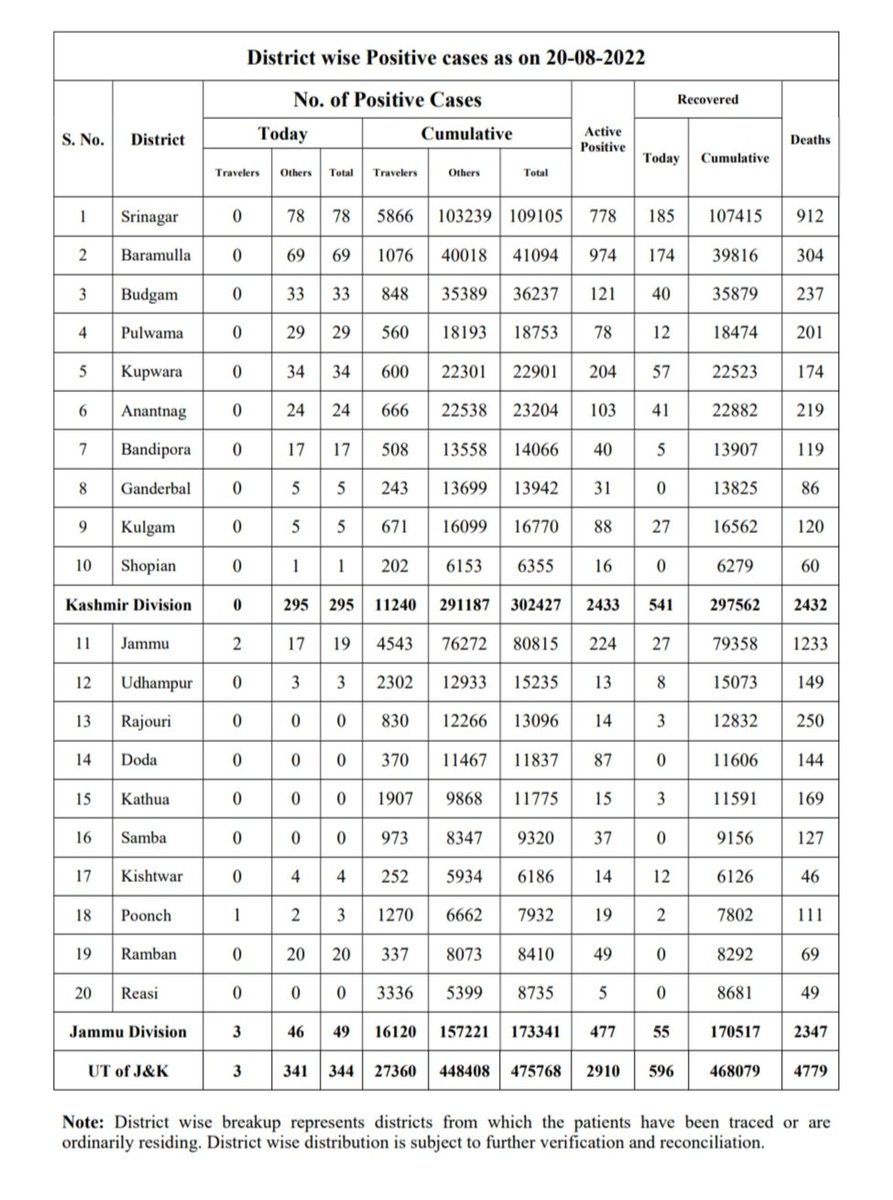 District wise Positive cases as on 20-08-2022
S. No. District No. of Positive Cases Active Positive Recovered Deaths
Today Cumulative Today Cumulative
Travelers Others Total Travelers Others Total
1 Srinagar 0 78 78 5866 103239 109105 778 185 107415 912
2 Baramulla 0 69 69 1076 40018 41094 974 174 39816 304
3 Budgam 0 33 33 848 35389 36237 121 40 35879 237
4 Pulwama 0 29 29 560 18193 18753 78 12 18474 201
5 Kupwara 0 34 34 600 22301 22901 204 57 22523 174
6 Anantnag 0 24 24 666 22538 23204 103 41 22882 219
7 Bandipora 0 17 17 508 13558 14066 40 5 13907 119
8 Ganderbal 0 5 5 243 13699 13942 31 0 13825 86
9 Kulgam 0 5 5 671 16099 16770 88 27 16562 120
10 Shopian 0 1 1 202 6153 6355 16 0 6279 60
Kashmir Division 0 295 295 11240 291187 302427 2433 541 297562 2432
11 Jammu 2 17 19 4543 76272 80815 224 27 79358 1233
12 Udhampur 0 3 3 2302 12933 15235 13 8 15073 149
13 Rajouri 0 0 0 830 12266 13096 14 3 12832 250
14 Doda 0 0 0 370 11467 11837 87 0 11606 144
15 Kathua 0 0 0 1907 9868 11775 15 3 11591 169
16 Samba 0 0 0 973 8347 9320 37 0 9156 127
17 Kishtwar 0 4 4 252 5934 6186 14 12 6126 46
18 Poonch 1 2 3 1270 6662 7932 19 2 7802 111
19 Ramban 0 20 20 337 8073 8410 49 0 8292 69
20 Reasi 0 0 0 3336 5399 8735 5 0 8681 49
Jammu Division 3 46 49 16120 157221 173341 477 55 170517 2347
UT of J&K 3 341 344 27360 448408 475768 2910 596 468079 4779
Note: District wise breakup represents districts from which the patients have been traced or are
ordinarily residing. District wise distribution is subject to further verification and reconciliation.